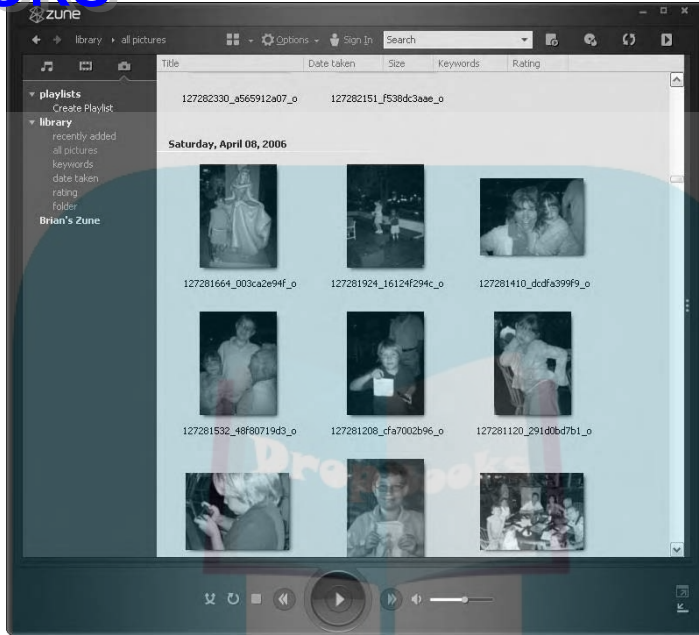 zune
library ▸ all pictures Options Sign In Search
Title Date taken Size Keywords Rating
playlists
Create Playlist
library
recently added
all pictures
keywords
date taken
rating
folder
Brian's Zune
127282330_a565912a07_o 127282151_f538dc3aae_o
Saturday, April 08, 2006
127281664_003ca2e94f_o 127281924_16124f294c_o 127281410_dcdfa399f9_o
127281532_48f80719d3_o 127281208_cfa7002b96_o 127281120_291d0bd7b1_o
DropBooks